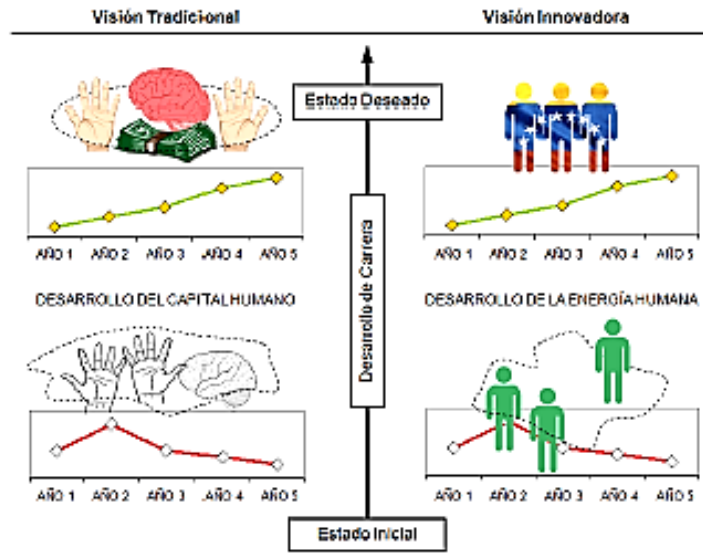 Visión Tradicional
Visión Innovadora
Estado Deseado
AÑO 1 AÑO 2 AÑO 3 AÑO 4 AÑO 5
AÑO 1 AÑO 2 AÑO 3 AÑO 4 AÑO 5
Desarrollo de Carrera
DESARROLLO DEL CAPITAL HUMANO
DESARROLLO DE LA ENERGÍA HUMANA
AÑO 1 AÑO 2 AÑO 3 AÑO 4 AÑO 5
AÑO 1 AÑO 2 AÑO 3 AÑO 4 AÑO 5
Estado Inicial